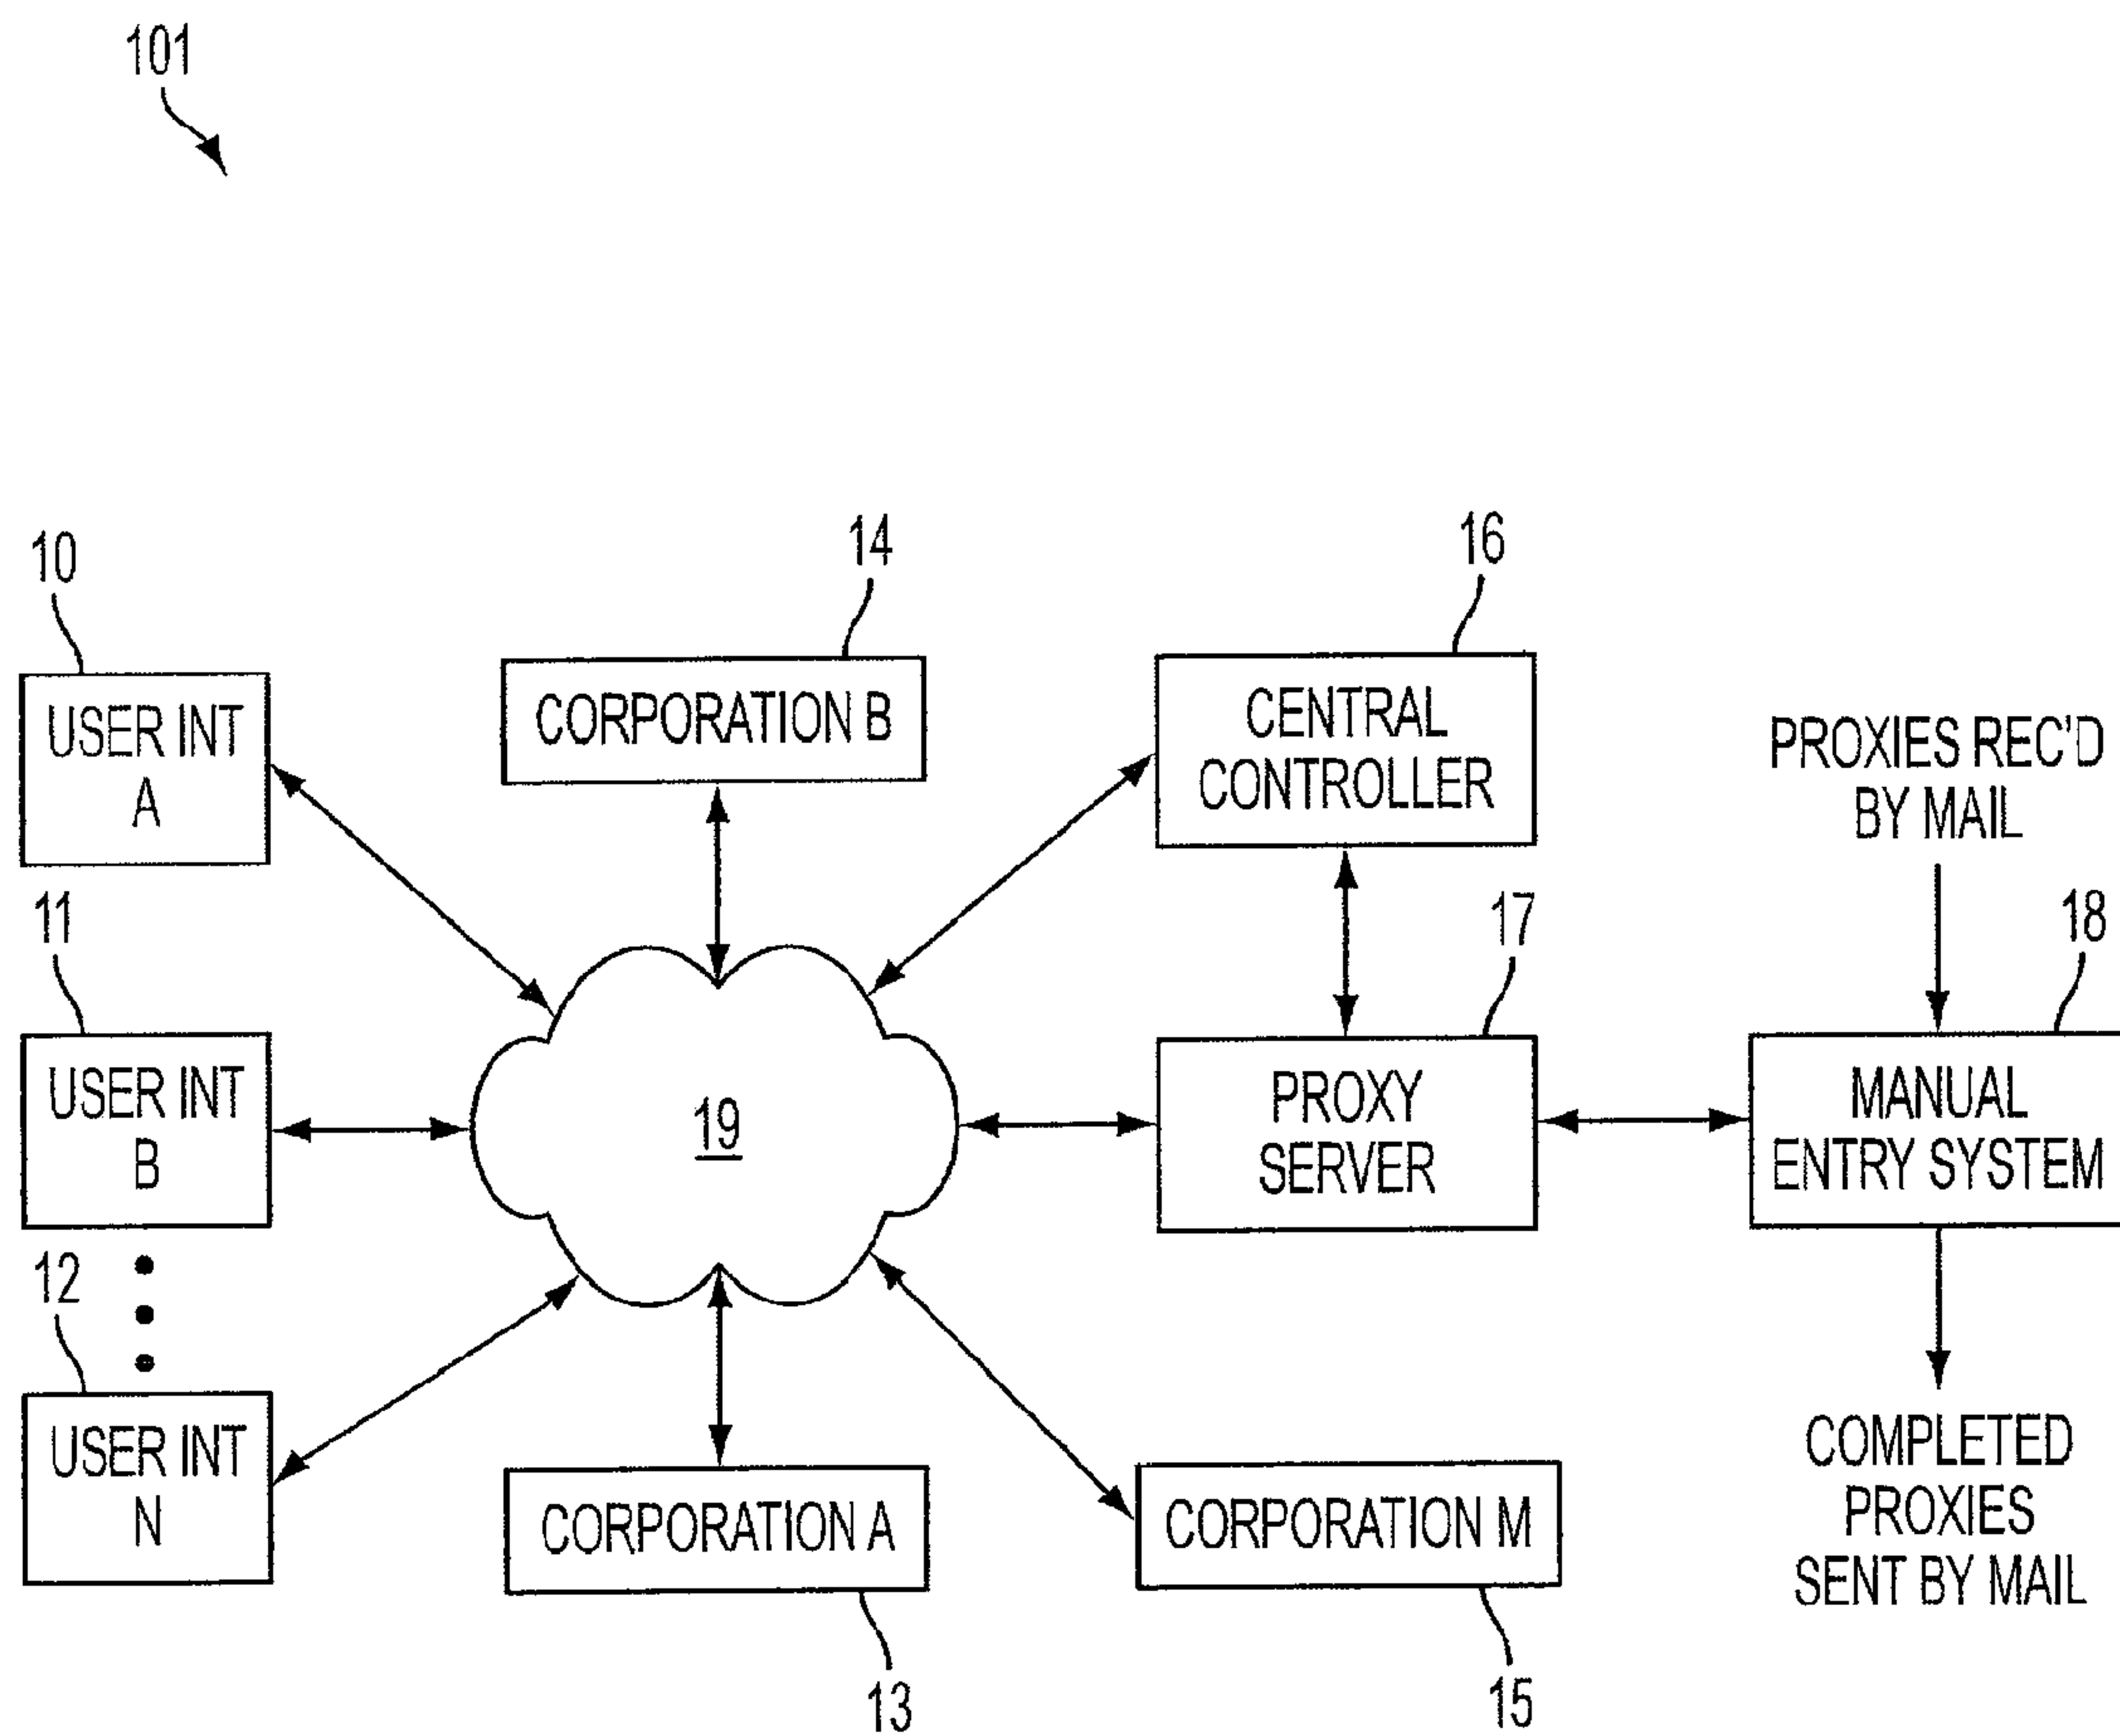 101
10
14
16
USER INT
A
CORPORATION B
CENTRAL
CONTROLLER
PROXIES REC'D
BY MAIL
11
17
18
USER INT
B
19
PROXY
SERVER
MANUAL
ENTRY SYSTEM
12
USER INT
N
CORPORATION A
CORPORATION M
COMPLETED
PROXIES
SENT BY MAIL
13
15